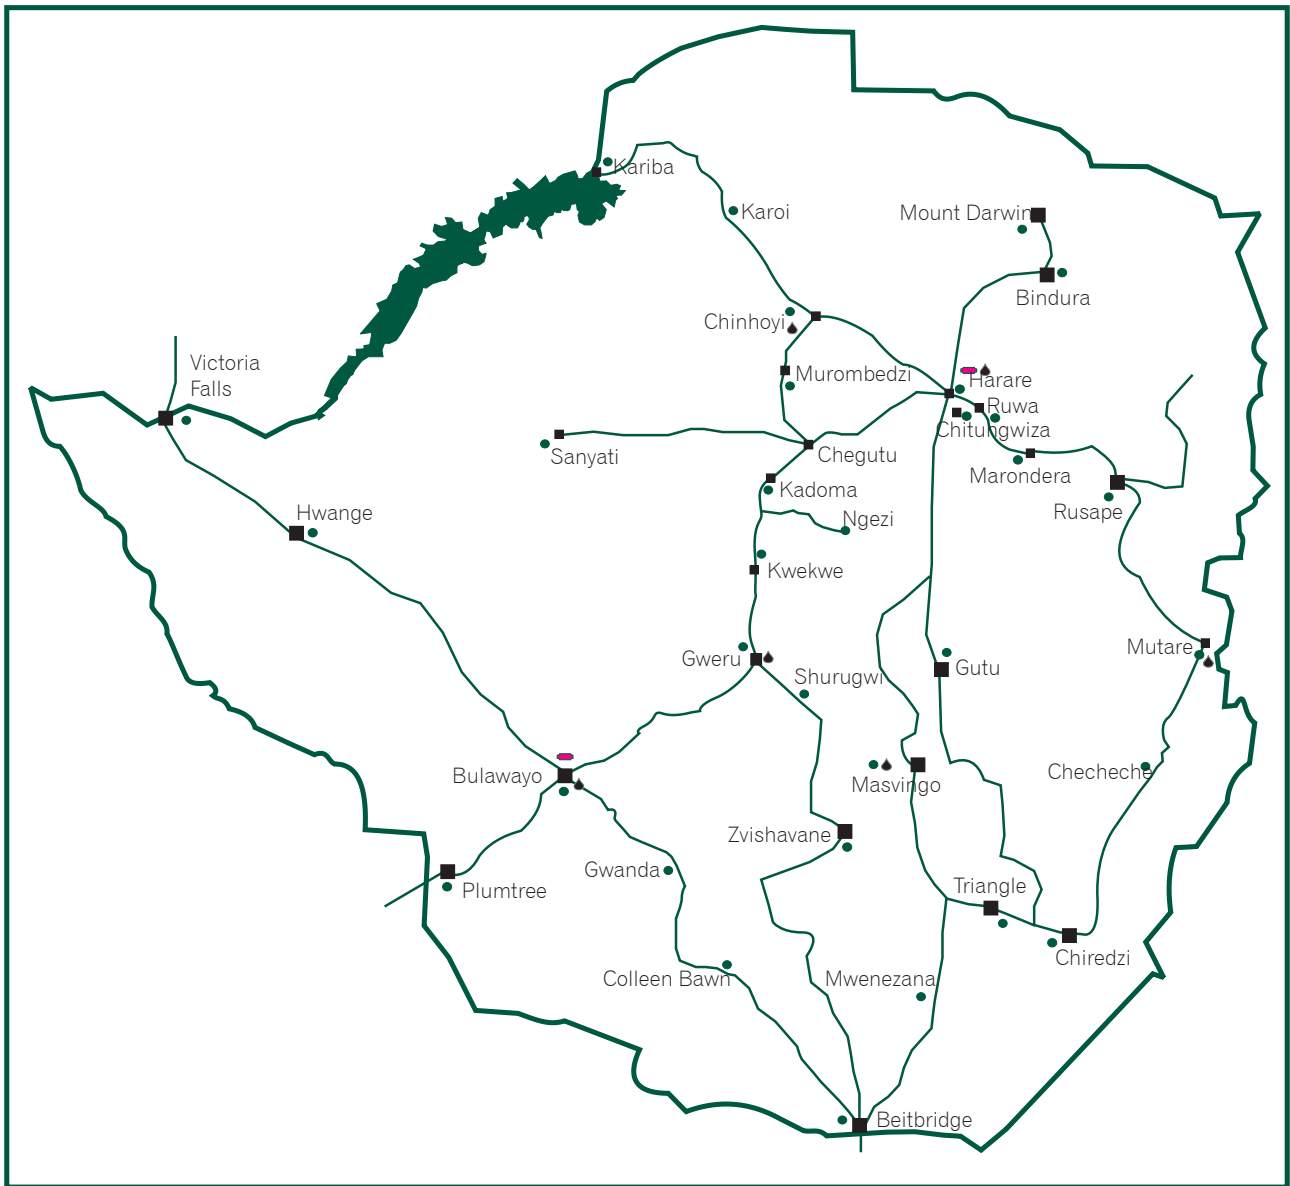 Kariba
Karoi
Mount Darwin
Bindura
Chinhoyi
Victoria
Falls
Murombedzi
Harare
Ruwa
Chitungwiza
Sanyati
Chegutu
Marondera
Kadoma
Rusape
Hwange
Ngezi
Kwekwe
Mutare
Gweru
Gutu
Shurugwi
Bulawayo
Checheche
Masvingo
Zvishavane
Gwanda
Plumtree
Triangle
Chiredzi
Colleen Bawn
Mwenezana
Beitbridge